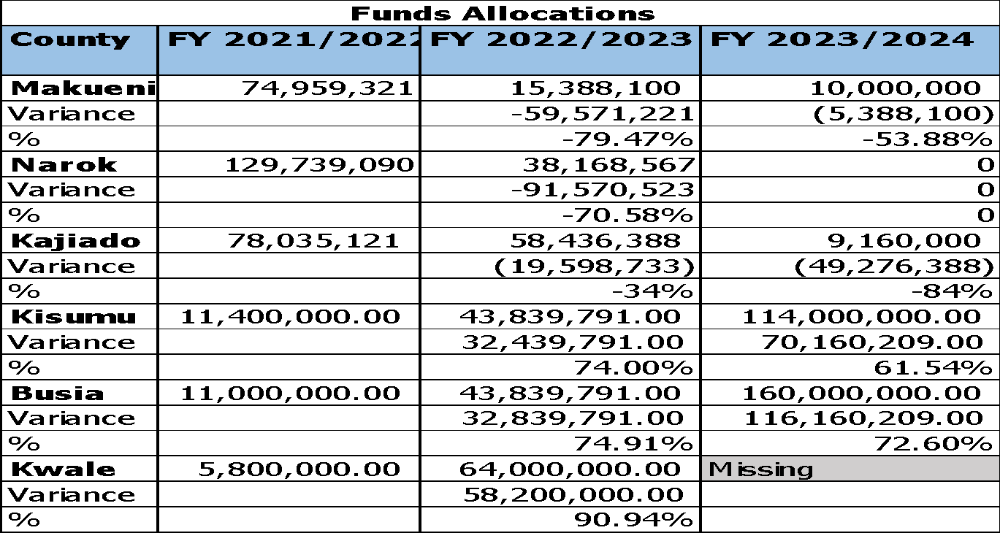 Funds Allocations
County FY 2021/2022 FY 2022/2023 FY 2023/2024
Makueni 74,959,321 15,388,100 10,000,000
Variance -59,571,221 (5,388,100)
% -79.47% -53.88%
Narok 129,739,090 38,168,567 0
Variance -91,570,523 0
% -70.58% 0
Kajiado 78,035,121 58,436,388 9,160,000
Variance (19,598,733) (49,276,388)
% -34% -84%
Kisumu 11,400,000.00 43,839,791.00 114,000,000.00
Variance 32,439,791.00 70,160,209.00
% 74.00% 61.54%
Busia 11,000,000.00 43,839,791.00 160,000,000.00
Variance 32,839,791.00 116,160,209.00
% 74.91% 72.60%
Kwale 5,800,000.00 64,000,000.00 Missing
Variance 58,200,000.00
% 90.94%